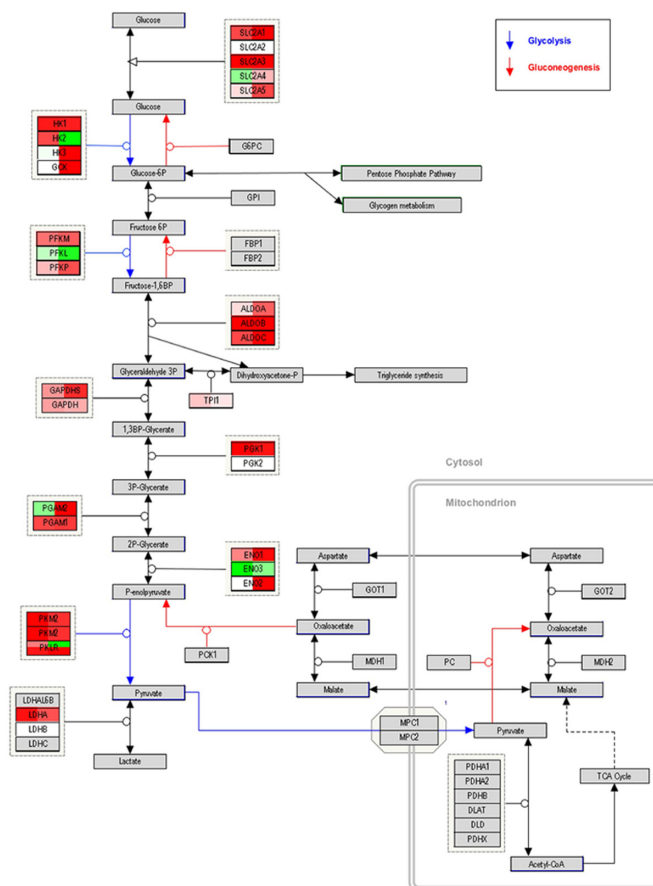 Glucose
Glycolysis
Gluconeogenesis
SLC2A1
SLC2A2
SLC2A3
SLC2A4
SLC2A5
Glucose
HK1
HK2
HK3
GCK
G6PC
Glucose-6P
Pentose Phosphate Pathway
GPI
Glycogen metabolism
Fructose 6P
PFKM
PFKL
PFKP
FBP1
FBP2
Fructose-1,6BP
ALDOA
ALDOB
ALDOC
Glyceraldehyde 3P
Dihydroxyacetone-P
Triglyceride synthesis
GAPDHS
GAPDH
TPI1
1,3BP-Glycerate
PGK1
PGK2
Cytosol
3P-Glycerate
Mitochondrion
PGAM2
PGAM1
2P-Glycerate
ENO1
ENO3
ENO2
Aspartate
Aspartate
P-enolpyruvate
GOT1
GOT2
PKM2
PKM2
PKLR
Oxaloacetate
Oxaloacetate
PCK1
MDH1
PC
MDH2
Pyruvate
Malate
Malate
LDHAL6B
LDHA
LDHB
LDHC
1
MPC1
MPC2
Pyruvate
Lactate
PDHA1
PDHA2
PDHB
DLAT
DLD
PDHX
TCA Cycle
Acetyl-CoA